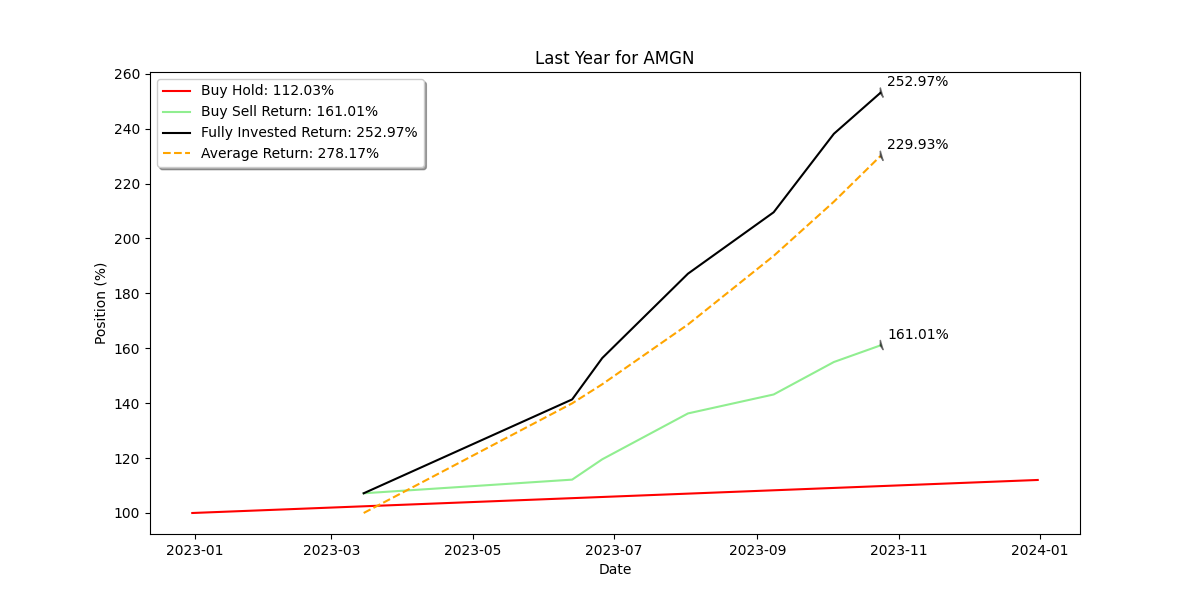 Last Year for AMGN
Buy Hold: 112.03%
Buy Sell Return: 161.01%
Fully Invested Return: 252.97%
Average Return: 278.17%
252.97%
229.93%
161.01%
Position (%)
260
240
220
200
180
160
140
120
100
2023-01
2023-03
2023-05
2023-07
2023-09
2023-11
2024-01
Date